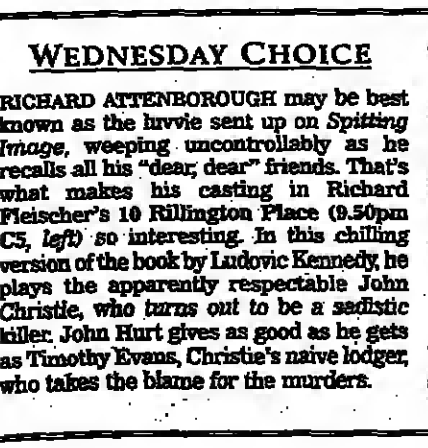 WEDNESDAY CHOICE
RICHARD ATTENBOROUGH may be best
known as the luvvie sent up on Spitting
Image, weeping uncontrollably as he
recalls all his "dear, dear" friends. That's
what makes his casting in Richard
Fleischer's 10 Rillington Place (9.50pm
C5, left) so interesting. In this chilling
version of the book by Ludovic Kennedy, he
plays the apparently respectable John
Christie, who turns out to be a sadistic
killer. John Hurt gives as good as he gets
as Timothy Evans, Christie's naive lodger,
who takes the blame for the murders.